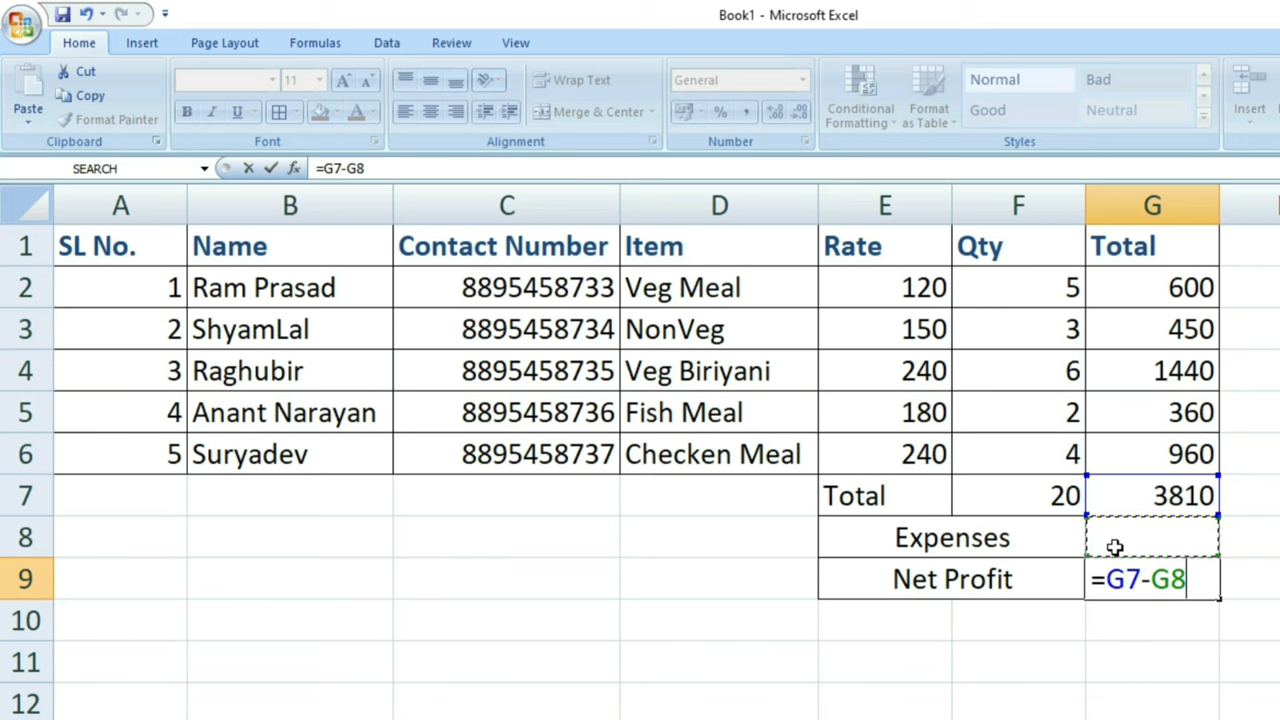 Book1 - Microsoft Excel
Home Insert Page Layout Formulas Data Review View
Cut
Copy
Format Painter
Paste
Clipboard
11
Font
Wrap Text
Merge & Center
Alignment
General
Number
Conditional Formatting
Format as Table
Normal Bad
Good Neutral
Styles
Insert
SEARCH =G7-G8
A B C D E F G
1 SL No. Name Contact Number Item Rate Qty Total
2 1 Ram Prasad 8895458733 Veg Meal 120 5 600
3 2 ShyamLal 8895458734 NonVeg 150 3 450
4 3 Raghubir 8895458735 Veg Biriyani 240 6 1440
5 4 Anant Narayan 8895458736 Fish Meal 180 2 360
6 5 Suryadev 8895458737 Checken Meal 240 4 960
7 Total 20 3810
8 Expenses
9 Net Profit =G7-G8
10
11
12